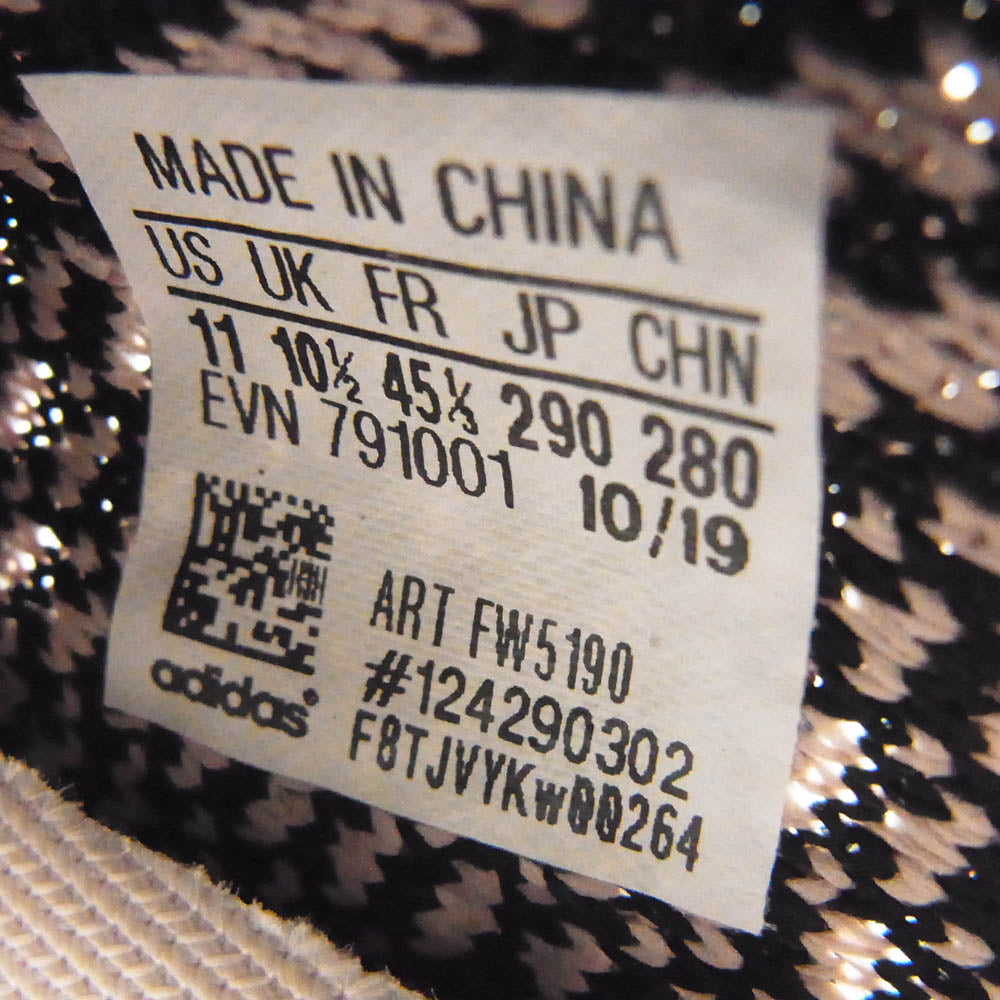 MADE IN CHINA
US UK FR JP CHN
11 10½ 45⅓ 290 280
EVN 791001 10/19
ART FW5190
#124290302
adidas